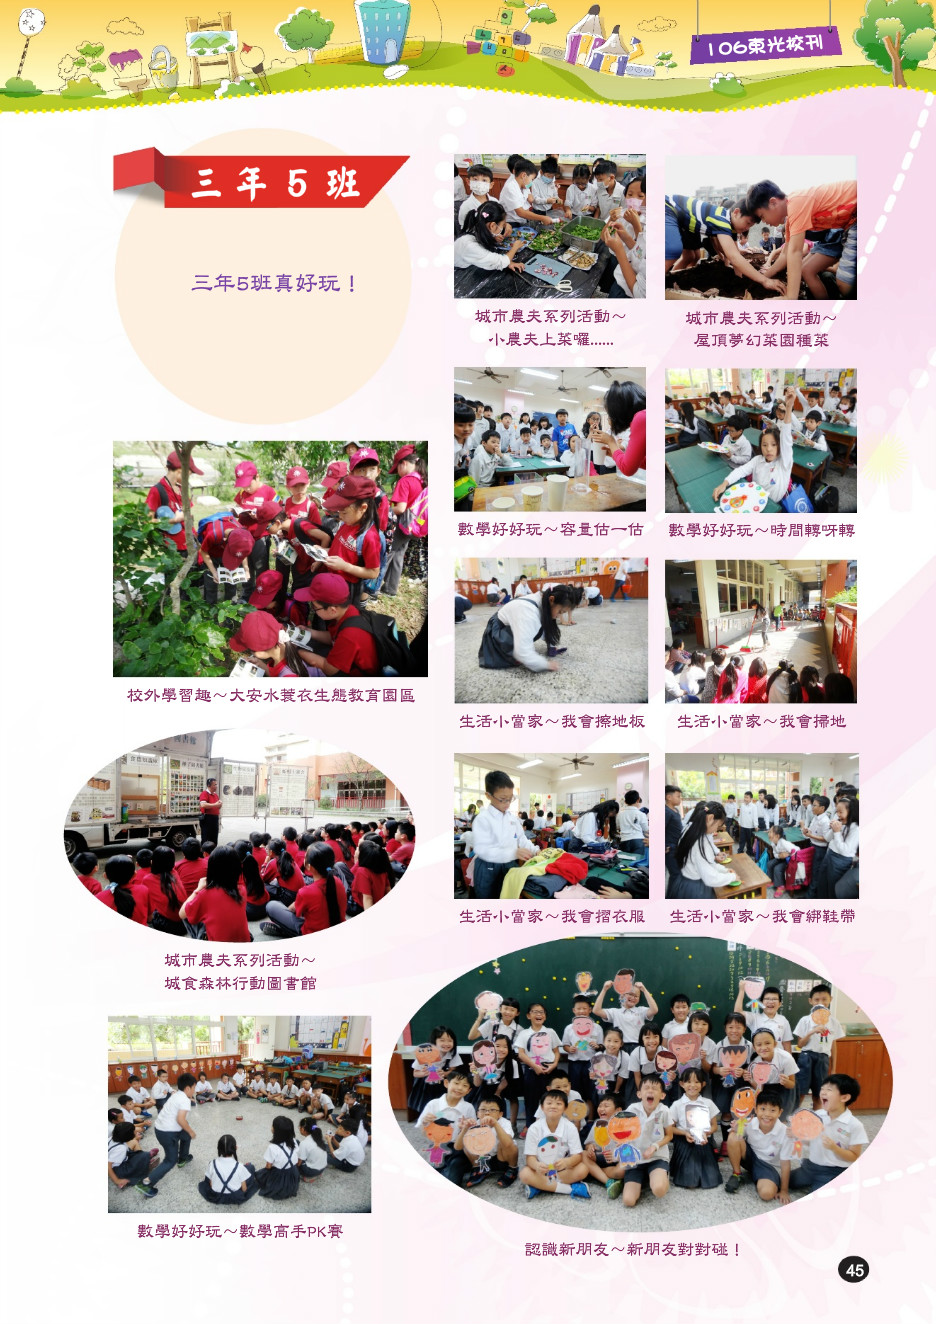 106東光校刊
三年5班
三年5班真好玩！
城市農夫系列活動～
小農夫上菜囉......
城市農夫系列活動～
屋頂夢幻菜園種菜
數學好好玩～容量估一估
數學好好玩～時間轉呀轉
校外學習趣～大安水蓑衣生態教育園區
生活小當家～我會擦地板
生活小當家～我會掃地
城市農夫系列活動～
城食森林行動圖書館
生活小當家～我會摺衣服
生活小當家～我會綁鞋帶
數學好好玩～數學高手PK賽
認識新朋友～新朋友對對碰！
45